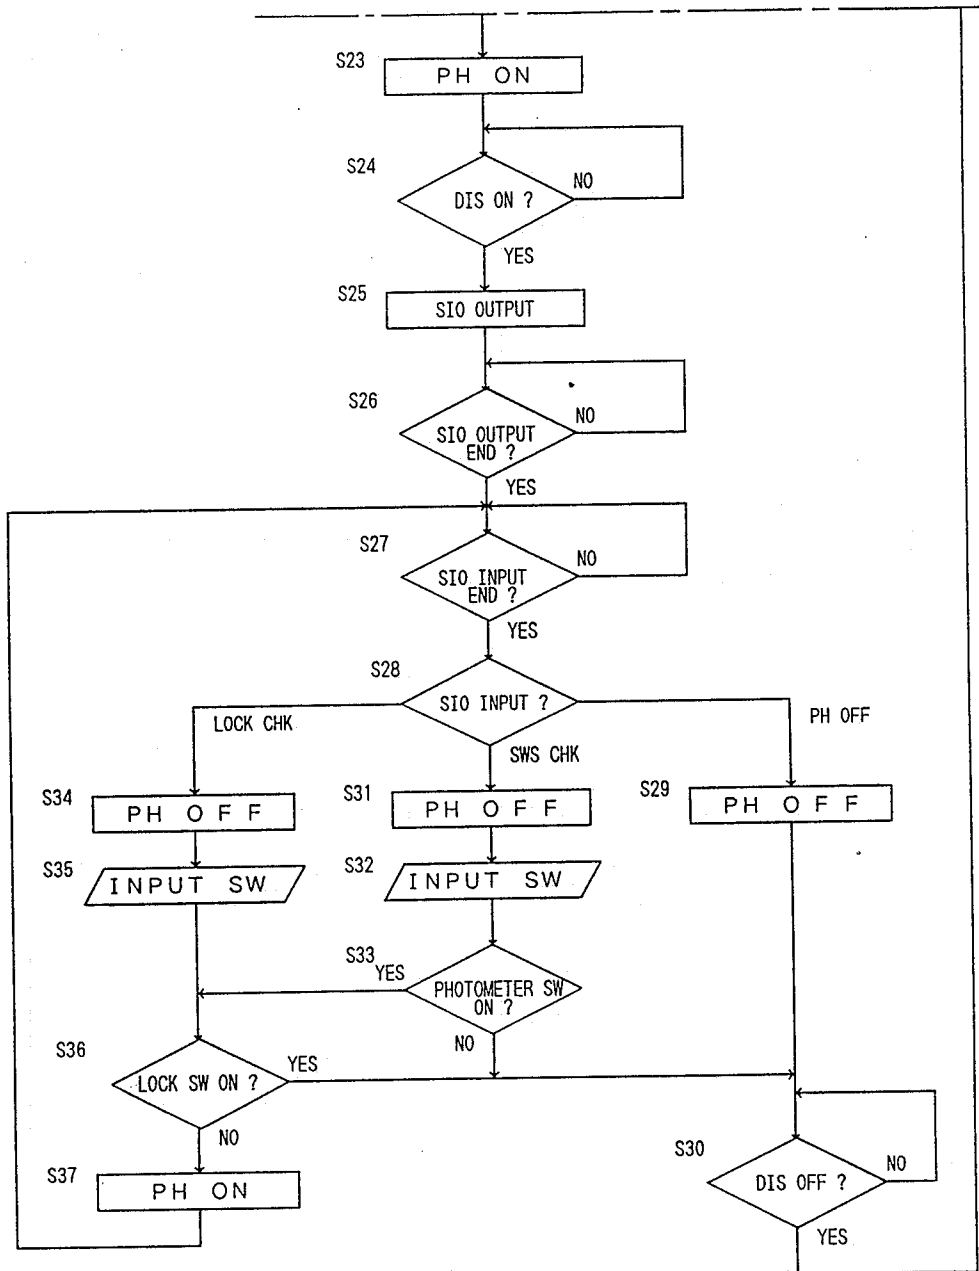 S23
PH ON
S24
DIS ON ?
NO
YES
S25
SIO OUTPUT
S26
SIO OUTPUT
END ?
NO
YES
S27
SIO INPUT
END ?
NO
YES
S28
SIO INPUT ?
LOCK CHK
SWS CHK
PH OFF
S34
PH OFF
S31
PH OFF
S29
PH OFF
S35
INPUT SW
S32
INPUT SW
S33
YES
PHOTOMETER SW
ON ?
NO
S36
LOCK SW ON ?
YES
NO
S37
PH ON
S30
DIS OFF ?
NO
YES